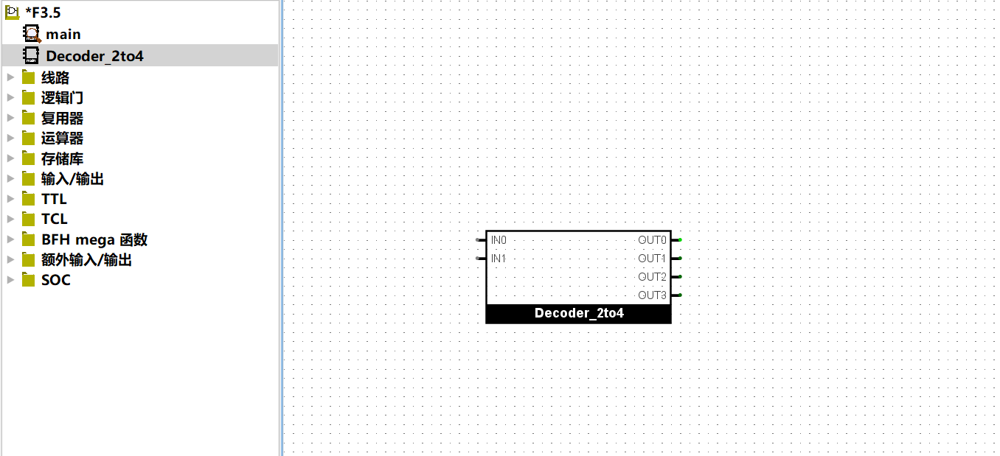 *F3.5
main
Decoder_2to4
线路
逻辑门
复用器
运算器
存储库
输入/输出
TTL
TCL
BFH mega 函数
额外输入/输出
SOC
IN0 OUT0
IN1 OUT1
OUT2
OUT3
Decoder_2to4